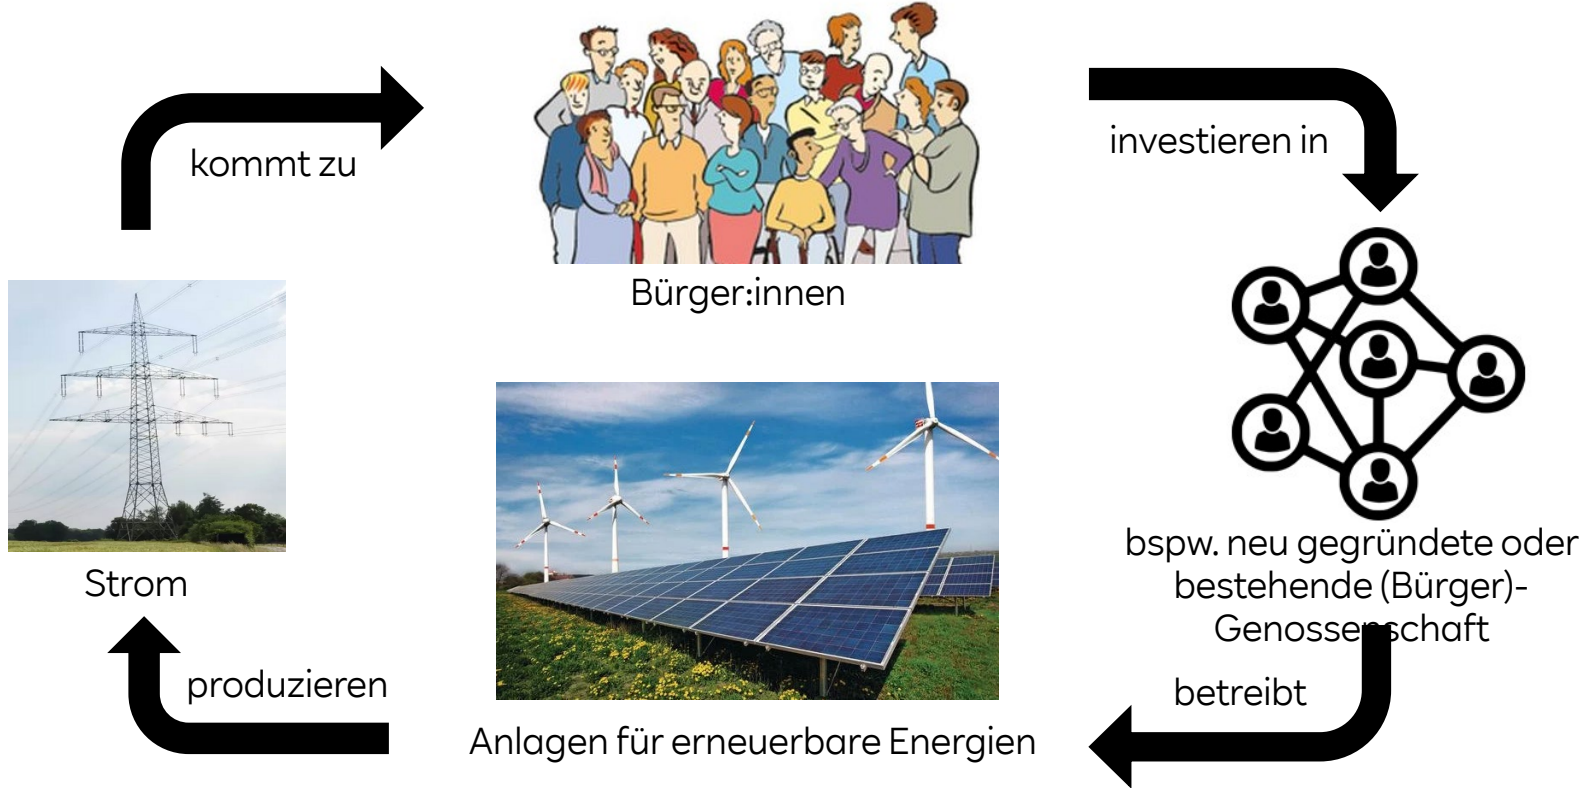 kommt zu
investieren in
Bürger:innen
bspw. neu gegründete oder
bestehende (Bürger)-
Genossenschaft
Strom
produzieren
betreibt
Anlagen für erneuerbare Energien